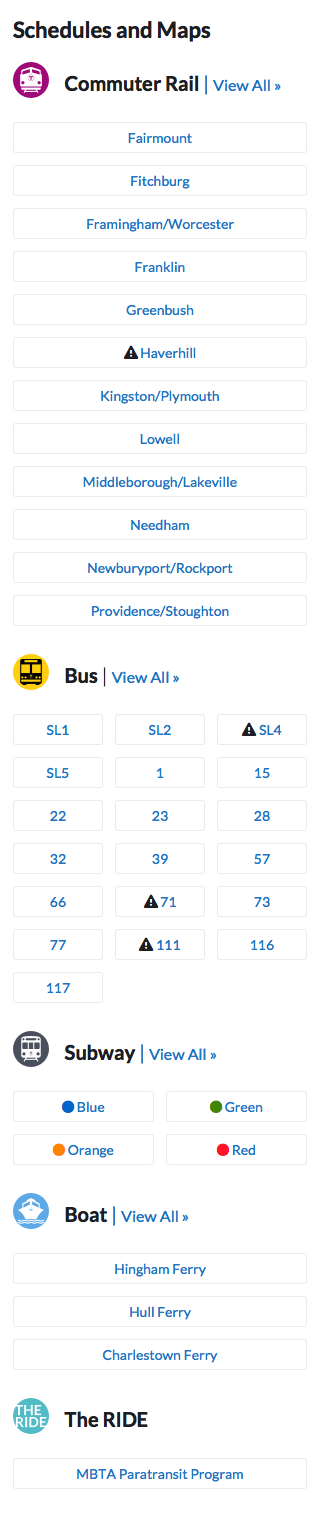 Schedules and Maps
Commuter Rail | View All »
Fairmount
Fitchburg
Framingham/Worcester
Franklin
Greenbush
Haverhill
Kingston/Plymouth
Lowell
Middleborough/Lakeville
Needham
Newburyport/Rockport
Providence/Stoughton
Bus | View All »
SL1 SL2 SL4
SL5 1 15
22 23 28
32 39 57
66 71 73
77 111 116
117
Subway | View All »
Blue Green
Orange Red
Boat | View All »
Hingham Ferry
Hull Ferry
Charlestown Ferry
THE
RIDE
The RIDE
MBTA Paratransit Program